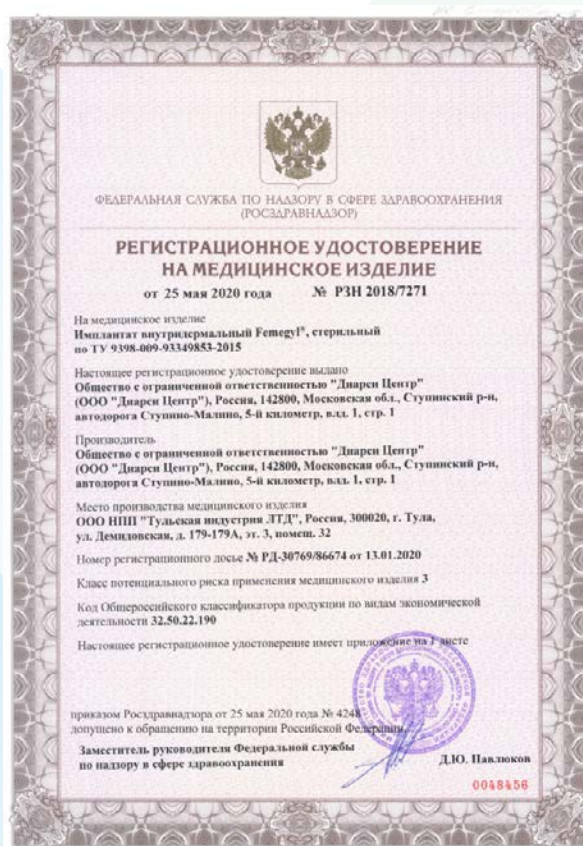 ФЕДЕРАЛЬНАЯ СЛУЖБА ПО НАДЗОРУ В СФЕРЕ ЗДРАВООХРАНЕНИЯ
(РОСЗДРАВНАДЗОР)
РЕГИСТРАЦИОННОЕ УДОСТОВЕРЕНИЕ
НА МЕДИЦИНСКОЕ ИЗДЕЛИЕ
от 25 мая 2020 года № РЗН 2018/7271
На медицинское изделие
Имплантат внутридермальный Femegyl®, стерильный
по ТУ 9398-009-93349853-2015
Настоящее регистрационное удостоверение выдано
Общество с ограниченной ответственностью "Диарси Центр"
(ООО "Диарси Центр"), Россия, 142800, Московская обл., Ступинский р-н,
автодорога Ступино-Малино, 5-й километр, влд. 1, стр. 1
Производитель
Общество с ограниченной ответственностью "Диарси Центр"
(ООО "Диарси Центр"), Россия, 142800, Московская обл., Ступинский р-н,
автодорога Ступино-Малино, 5-й километр, влд. 1, стр. 1
Место производства медицинского изделия
ООО НПП "Тульская индустрия ЛТД", Россия, 300020, г. Тула,
ул. Демидовская, д. 179-179А, эт. 3, помещ. 32
Номер регистрационного досье № РД-30769/86674 от 13.01.2020
Класс потенциального риска применения медицинского изделия 3
Код Общероссийского классификатора продукции по видам экономической
деятельности 32.50.22.190
Настоящее регистрационное удостоверение имеет приложение на 1 листе
приказом Росздравнадзора от 25 мая 2020 года № 4248
допущено к обращению на территории Российской Федерации.
Заместитель руководителя Федеральной службы
по надзору в сфере здравоохранения
Д.Ю. Павлюков
0048456